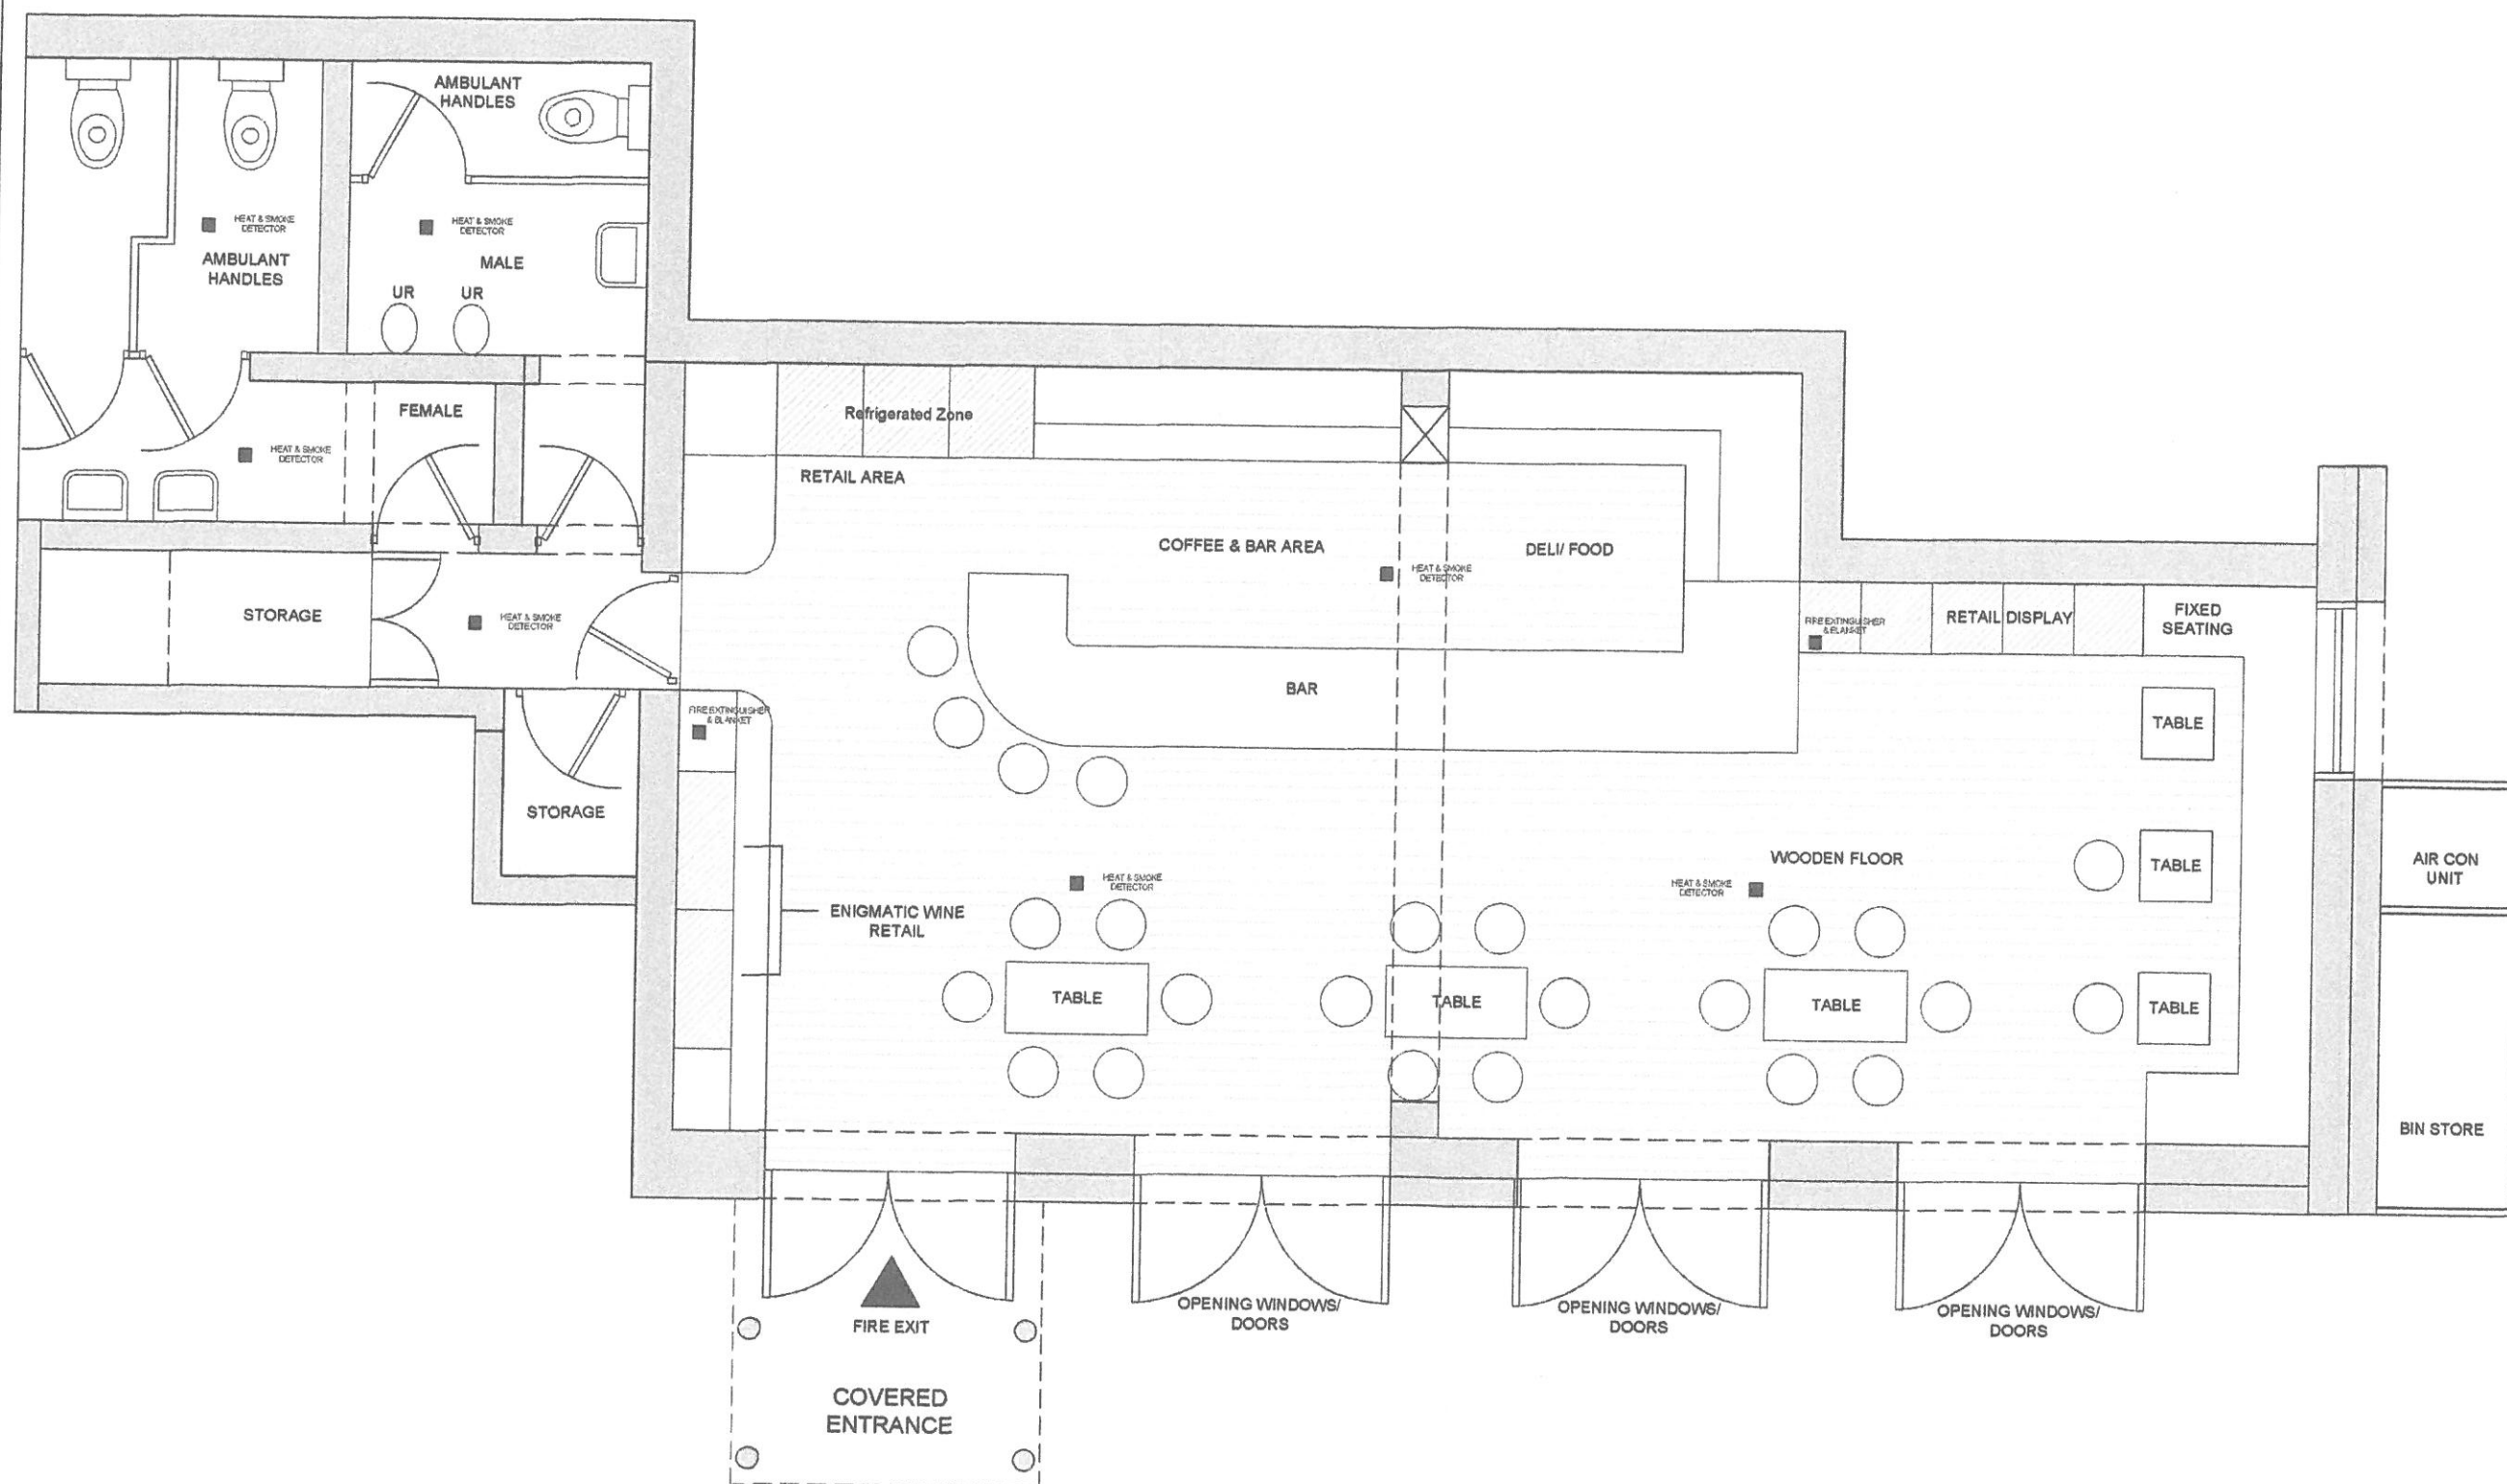 AMBULANT
HANDLES
HEAT & SMOKE
DETECTOR
HEAT & SMOKE
DETECTOR
AMBULANT
HANDLES
MALE
UR
UR
FEMALE
Refrigerated Zone
HEAT & SMOKE
DETECTOR
RETAIL AREA
COFFEE & BAR AREA
DELI/ FOOD
HEAT & SMOKE
DETECTOR
STORAGE
HEAT & SMOKE
DETECTOR
FIRE EXTINGUISHER
& BLANKET
RETAIL DISPLAY
FIXED
SEATING
BAR
FIRE EXTINGUISHER
& BLANKET
TABLE
STORAGE
WOODEN FLOOR
TABLE
AIR CON
UNIT
HEAT & SMOKE
DETECTOR
HEAT & SMOKE
DETECTOR
ENIGMATIC WINE
RETAIL
TABLE
TABLE
TABLE
TABLE
BIN STORE
OPENING WINDOWS/
DOORS
OPENING WINDOWS/
DOORS
OPENING WINDOWS/
DOORS
FIRE EXIT
COVERED
ENTRANCE